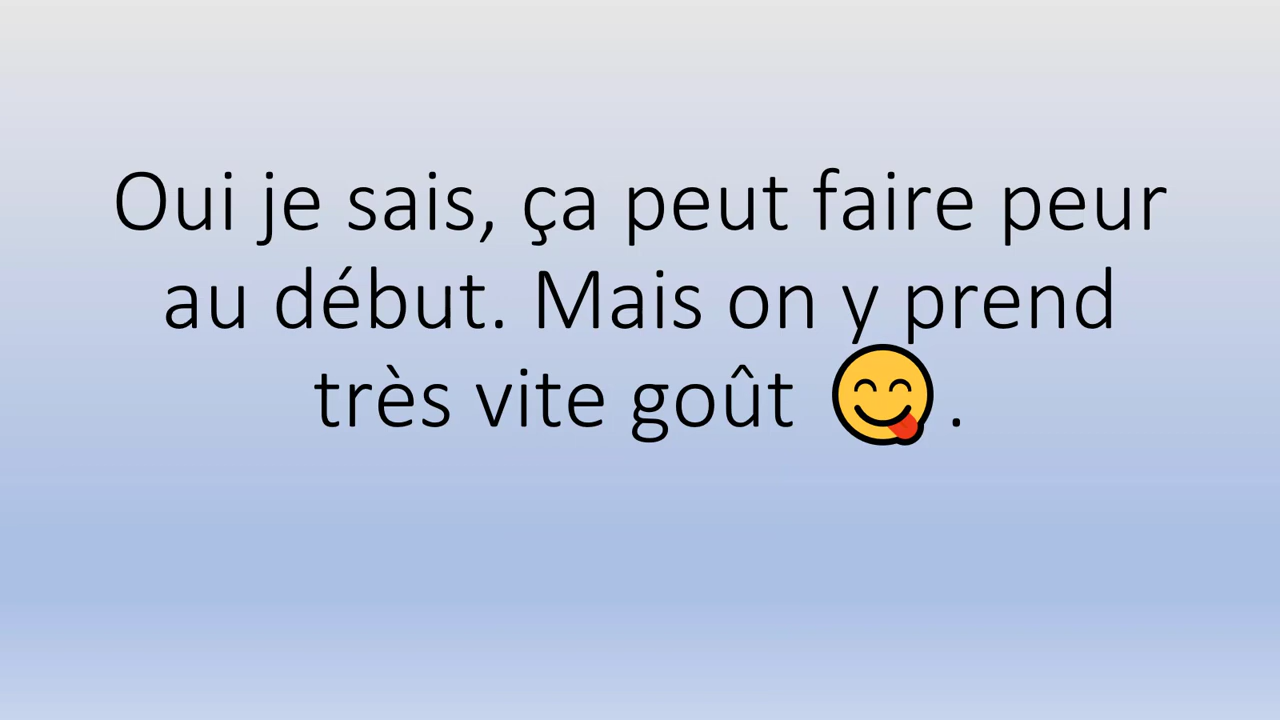 Oui je sais, ça peut faire peur
au début. Mais on y prend
très vite goût 😋.